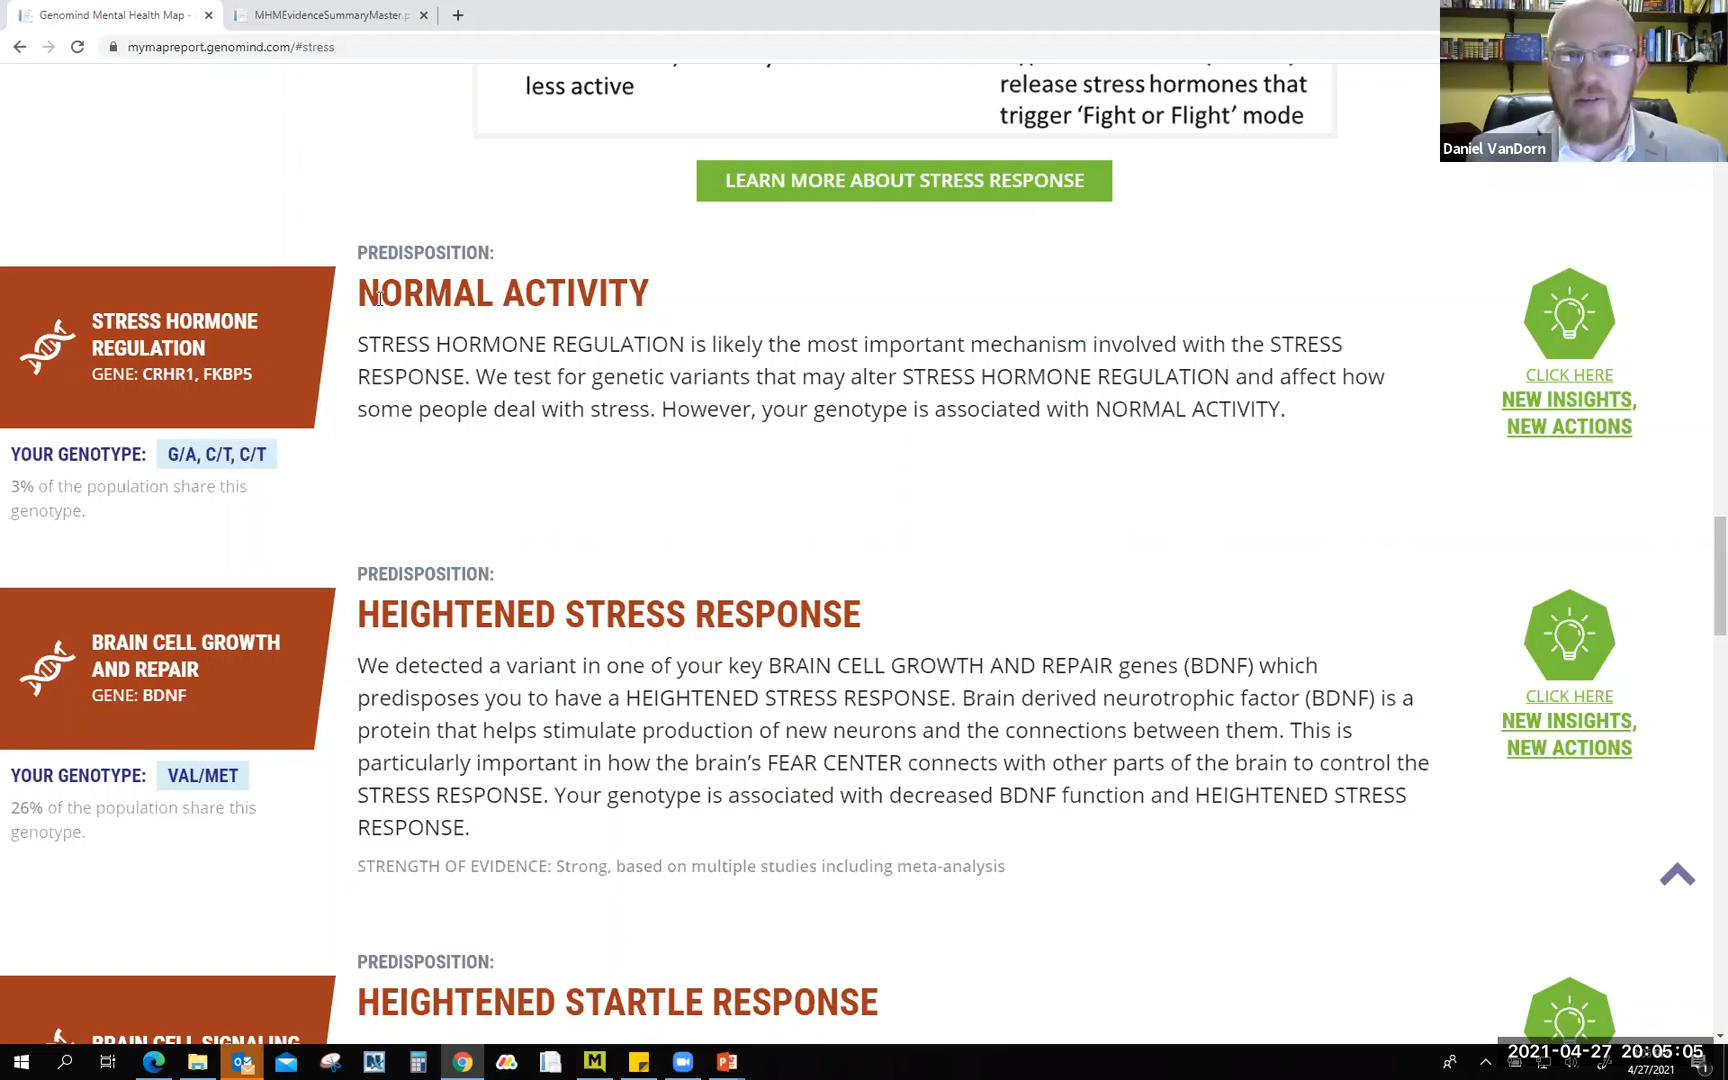 Genomind Mental Health Map -
MHMEvidenceSummaryMaster.p
mymapreport.genomind.com/#stress
Daniel VanDorn
less active
release stress hormones that
trigger ‘Fight or Flight’ mode
LEARN MORE ABOUT STRESS RESPONSE
PREDISPOSITION:
NORMAL ACTIVITY
STRESS HORMONE
REGULATION
GENE: CRHR1, FKBP5
STRESS HORMONE REGULATION is likely the most important mechanism involved with the STRESS
RESPONSE. We test for genetic variants that may alter STRESS HORMONE REGULATION and affect how
some people deal with stress. However, your genotype is associated with NORMAL ACTIVITY.
CLICK HERE
NEW INSIGHTS,
NEW ACTIONS
YOUR GENOTYPE: G/A, C/T, C/T
3% of the population share this
genotype.
PREDISPOSITION:
HEIGHTENED STRESS RESPONSE
BRAIN CELL GROWTH
AND REPAIR
GENE: BDNF
We detected a variant in one of your key BRAIN CELL GROWTH AND REPAIR genes (BDNF) which
predisposes you to have a HEIGHTENED STRESS RESPONSE. Brain derived neurotrophic factor (BDNF) is a
protein that helps stimulate production of new neurons and the connections between them. This is
particularly important in how the brain’s FEAR CENTER connects with other parts of the brain to control the
STRESS RESPONSE. Your genotype is associated with decreased BDNF function and HEIGHTENED STRESS
RESPONSE.
CLICK HERE
NEW INSIGHTS,
NEW ACTIONS
YOUR GENOTYPE: VAL/MET
26% of the population share this
genotype.
STRENGTH OF EVIDENCE: Strong, based on multiple studies including meta-analysis
PREDISPOSITION:
HEIGHTENED STARTLE RESPONSE
BRAIN CELL SIGNALING
2021-04-27 20:05:05
4/27/2021